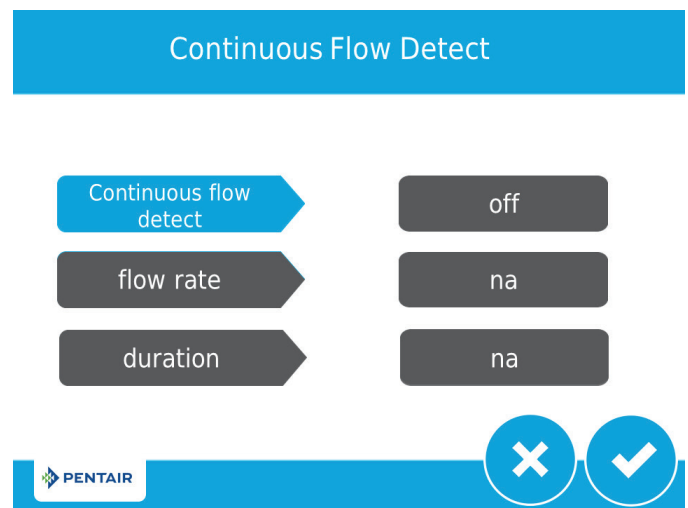 Continuous Flow Detect
Continuous flow
detect
off
flow rate
na
duration
na
PENTAIR